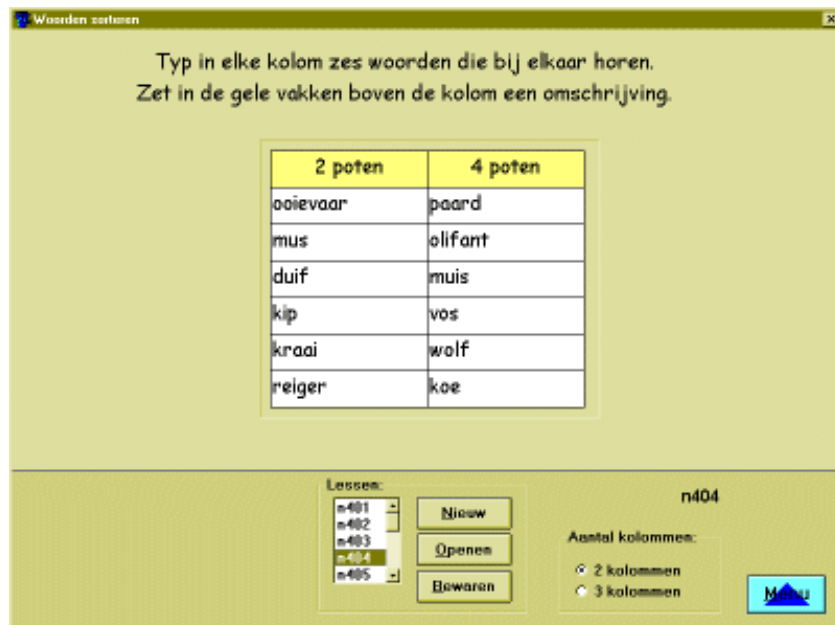 Woorden sorteren
Typ in elke kolom zes woorden die bij elkaar horen.
Zet in de gele vakken boven de kolom een omschrijving.
2 poten 4 poten
ooievaar paard
mus olifant
duif muis
kip vos
kraai wolf
reiger koe
Lessen:
n401
n402
n403
n404
n405
Nieuw
Openen
Bewaren
n404
Aantal kolommen:
2 kolommen
3 kolommen
Menu